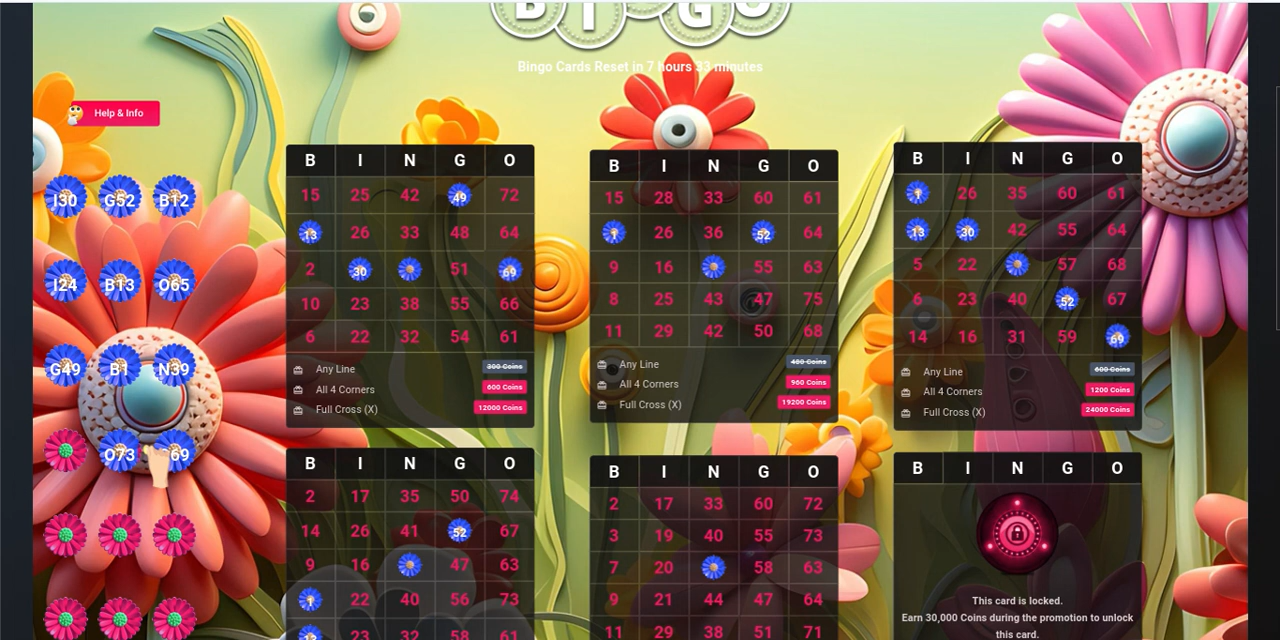 B I N G O
Bingo Cards Reset in 7 hours 33 minutes
Help & Info
I30 G52 B12
I24 B13 O65
G49 B1 N39
O73 69
B I N G O
15 25 42 49 72
13 26 33 48 64
2 30 51 69
10 23 38 55 66
6 22 32 54 61
Any Line 300 Coins
All 4 Corners 600 Coins
Full Cross (X) 12000 Coins
B I N G O
15 28 33 60 61
1 26 36 52 64
9 16 55 63
8 25 43 47 75
11 29 42 50 68
Any Line 480 Coins
All 4 Corners 960 Coins
Full Cross (X) 19200 Coins
B I N G O
1 26 35 60 61
13 30 42 55 64
5 22 57 68
6 23 40 52 67
14 16 31 59 69
Any Line 600 Coins
All 4 Corners 1200 Coins
Full Cross (X) 24000 Coins
B I N G O
2 17 35 50 74
14 26 41 52 67
9 16 47 63
1 22 40 56 73
23 32 58 61
B I N G O
2 17 33 60 72
3 19 40 55 73
7 20 58 63
9 21 44 47 64
11 29 38 51 71
B I N G O
This card is locked.
Earn 30,000 Coins during the promotion to unlock
this card.